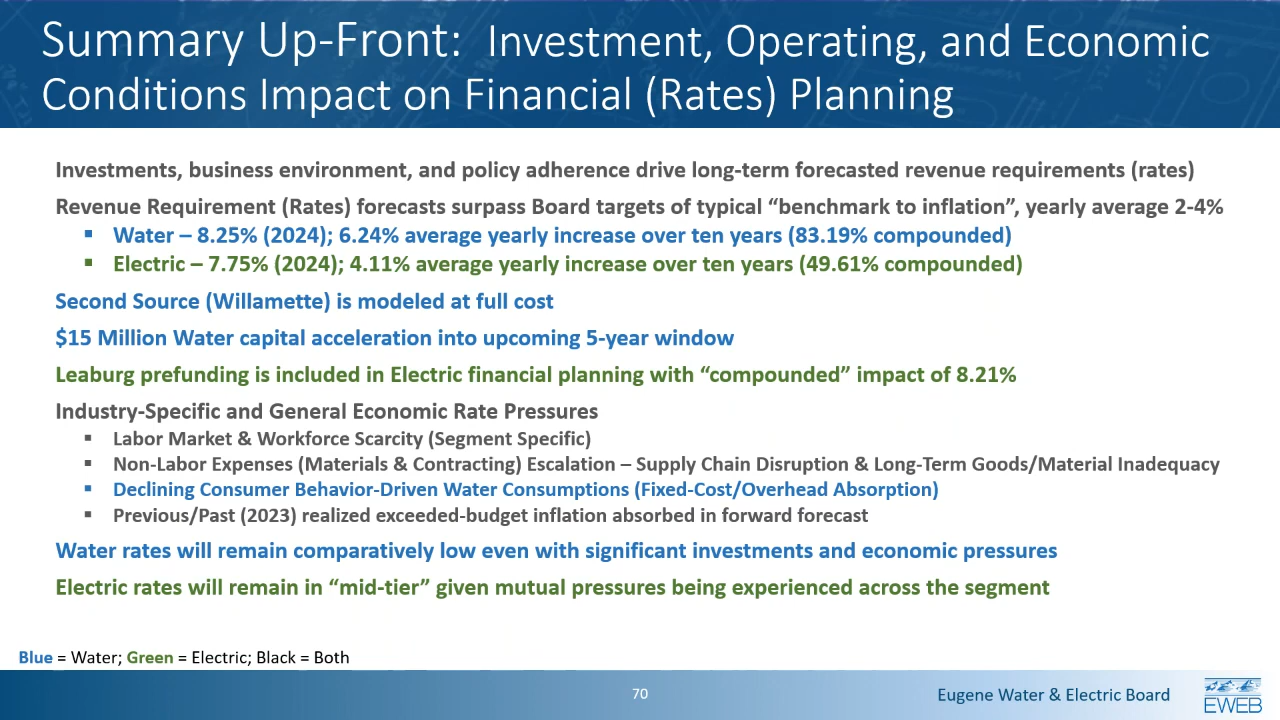 Summary Up-Front: Investment, Operating, and Economic
Conditions Impact on Financial (Rates) Planning
Investments, business environment, and policy adherence drive long-term forecasted revenue requirements (rates)
Revenue Requirement (Rates) forecasts surpass Board targets of typical “benchmark to inflation”, yearly average 2-4%
▪ Water – 8.25% (2024); 6.24% average yearly increase over ten years (83.19% compounded)
▪ Electric – 7.75% (2024); 4.11% average yearly increase over ten years (49.61% compounded)
Second Source (Willamette) is modeled at full cost
$15 Million Water capital acceleration into upcoming 5-year window
Leaburg prefunding is included in Electric financial planning with “compounded” impact of 8.21%
Industry-Specific and General Economic Rate Pressures
▪ Labor Market & Workforce Scarcity (Segment Specific)
▪ Non-Labor Expenses (Materials & Contracting) Escalation – Supply Chain Disruption & Long-Term Goods/Material Inadequacy
▪ Declining Consumer Behavior-Driven Water Consumptions (Fixed-Cost/Overhead Absorption)
▪ Previous/Past (2023) realized exceeded-budget inflation absorbed in forward forecast
Water rates will remain comparatively low even with significant investments and economic pressures
Electric rates will remain in “mid-tier” given mutual pressures being experienced across the segment
Blue = Water; Green = Electric; Black = Both
70
Eugene Water & Electric Board
EWEB